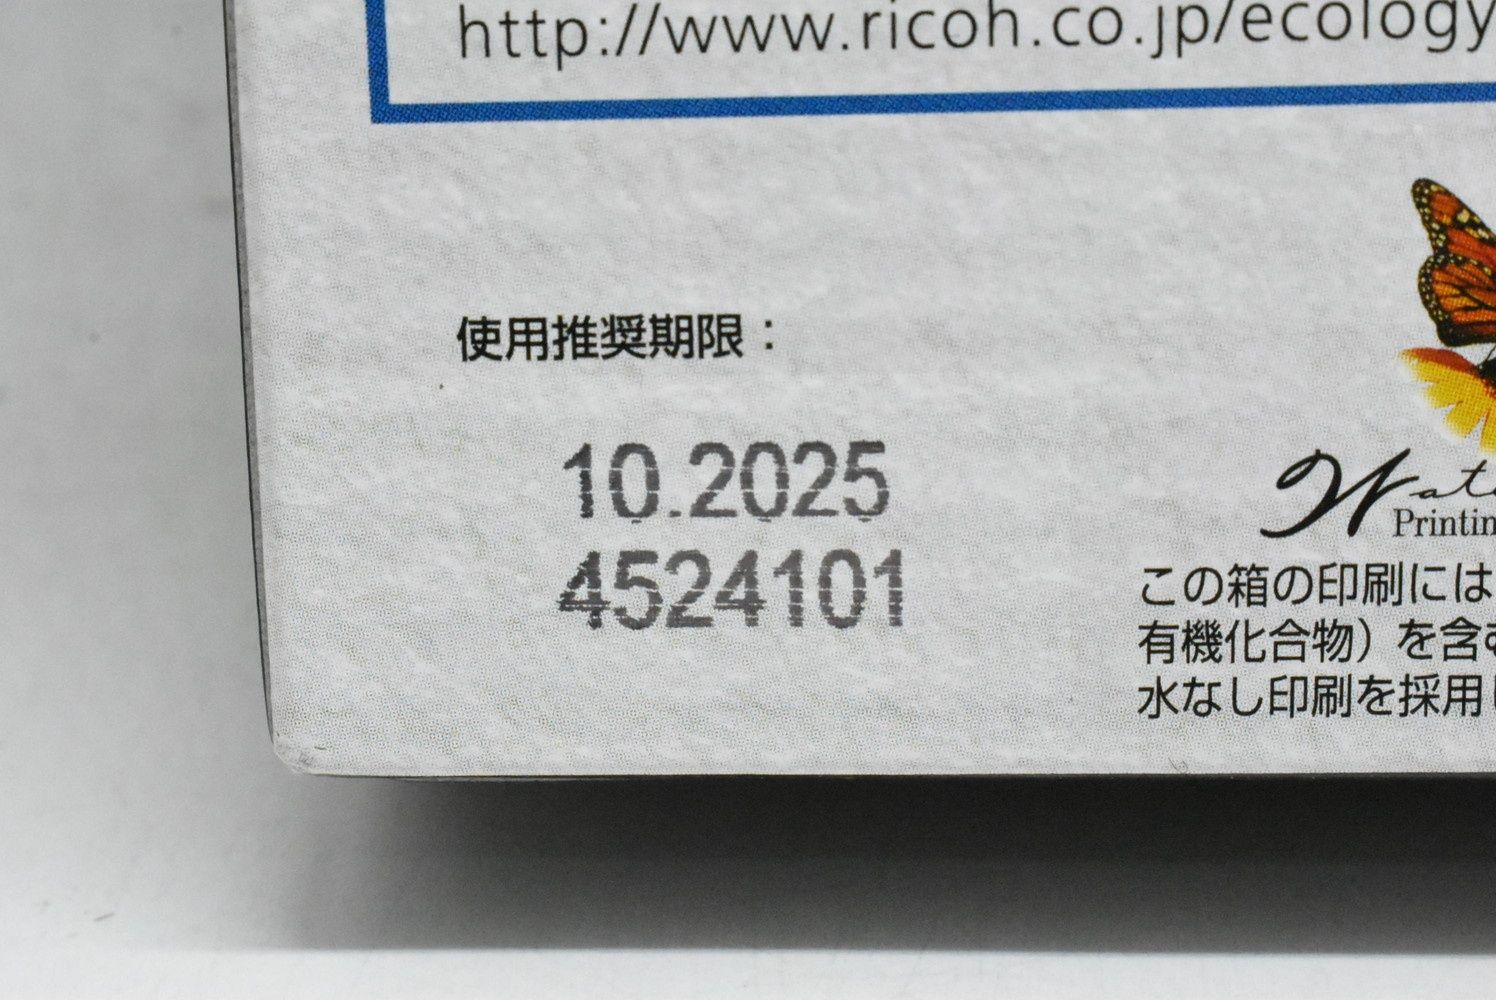 http://www.ricoh.co.jp/ecology
使用推奨期限：
10.2025
4524101
Printin
この箱の印刷には
有機化合物）を含む
水なし印刷を採用し